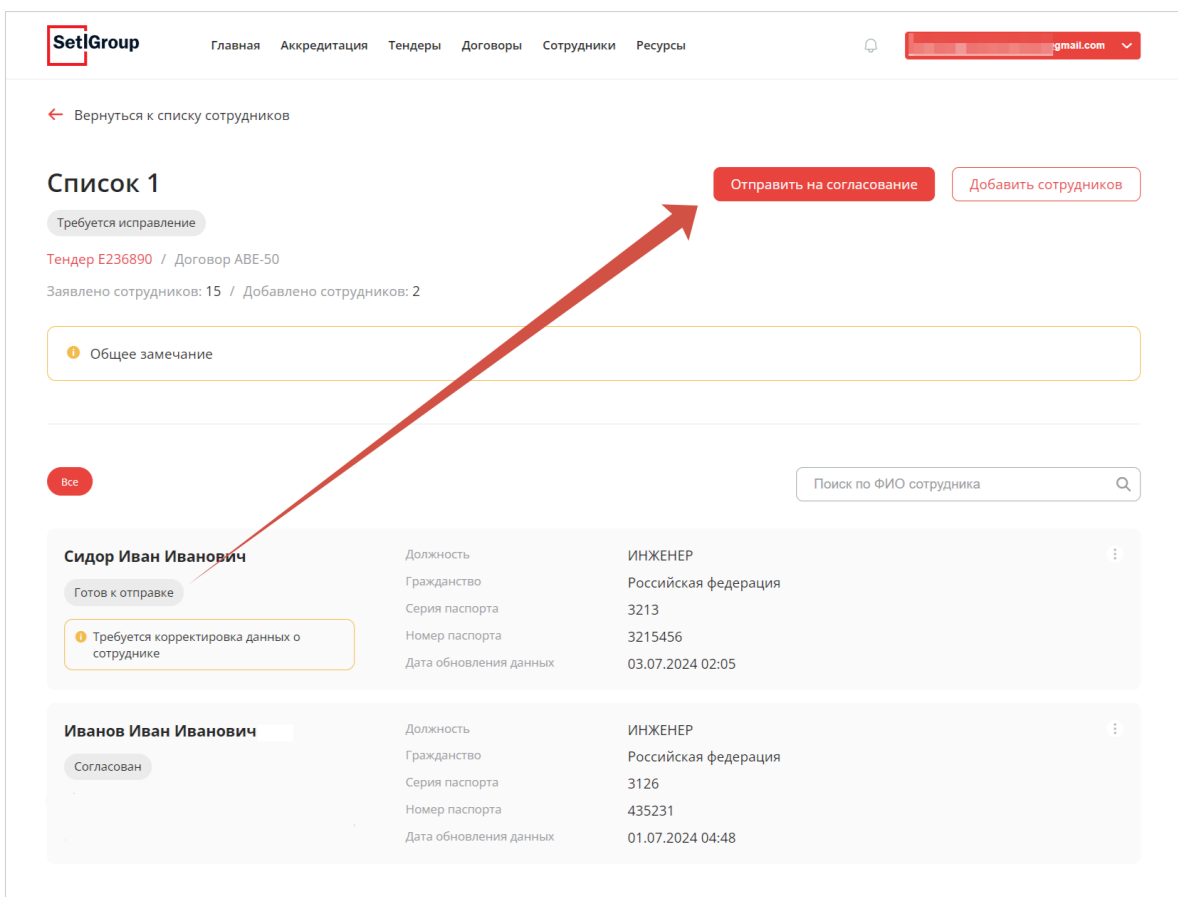 SetlGroup
Главная Аккредитация Тендеры Договоры Сотрудники Ресурсы
gmail.com
Вернуться к списку сотрудников
Список 1
Отправить на согласование
Добавить сотрудников
Требуется исправление
Тендер E236890 / Договор АВЕ-50
Заявлено сотрудников: 15 / Добавлено сотрудников: 2
Общее замечание
Все
Поиск по ФИО сотрудника
Сидор Иван Иванович
Готов к отправке
Требуется корректировка данных о
сотруднике
Должность ИНЖЕНЕР
Гражданство Российская федерация
Серия паспорта 3213
Номер паспорта 3215456
Дата обновления данных 03.07.2024 02:05
Иванов Иван Иванович
Согласован
Должность ИНЖЕНЕР
Гражданство Российская федерация
Серия паспорта 3126
Номер паспорта 435231
Дата обновления данных 01.07.2024 04:48